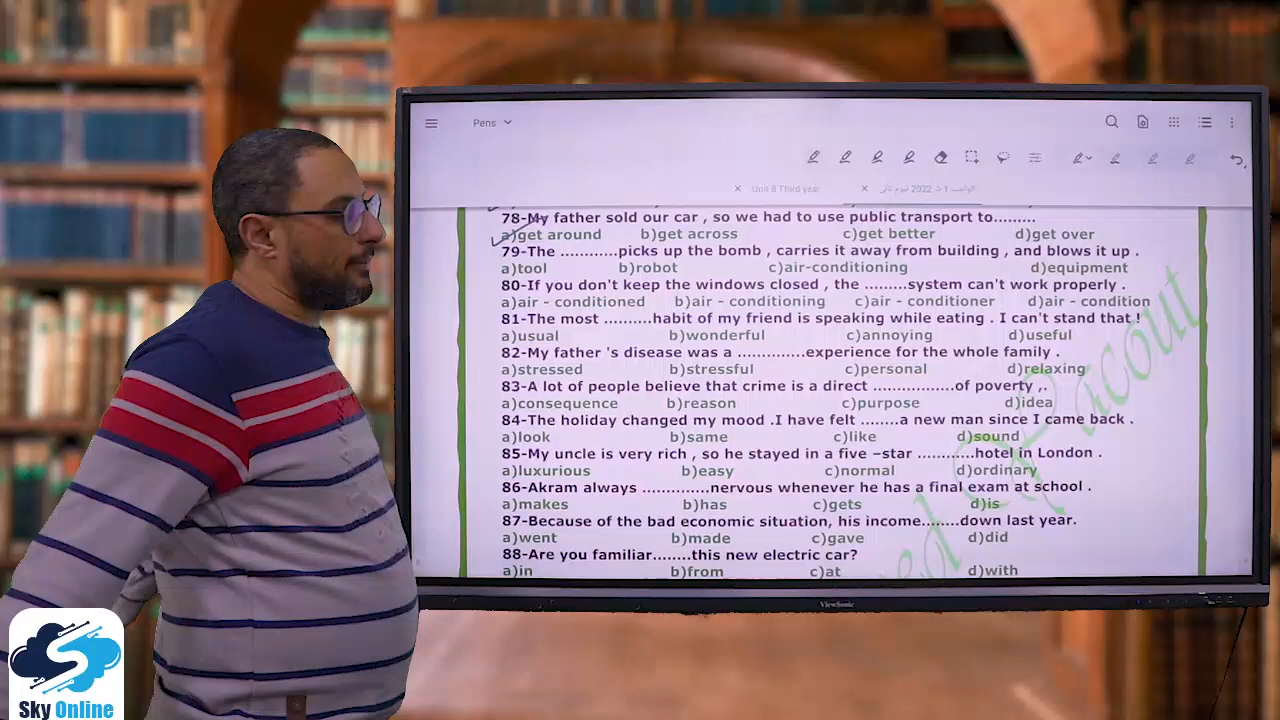 Pens
Unit 8 Third year
الواجب 1 ث 2022 ترم ثانى
78-My father sold our car , so we had to use public transport to.........
a)get around b)get across c)get better d)get over
79-The ............picks up the bomb , carries it away from building , and blows it up .
a)tool b)robot c)air-conditioning d)equipment
80-If you don't keep the windows closed , the .........system can't work properly .
a)air - conditioned b)air - conditioning c)air - conditioner d)air - condition
81-The most ..........habit of my friend is speaking while eating . I can't stand that !
a)usual b)wonderful c)annoying d)useful
82-My father 's disease was a ..............experience for the whole family .
a)stressed b)stressful c)personal d)relaxing
83-A lot of people believe that crime is a direct ................of poverty ,.
a)consequence b)reason c)purpose d)idea
84-The holiday changed my mood .I have felt ........a new man since I came back .
a)look b)same c)like d)sound
85-My uncle is very rich , so he stayed in a five –star ............hotel in London .
a)luxurious b)easy c)normal d)ordinary
86-Akram always ..............nervous whenever he has a final exam at school .
a)makes b)has c)gets d)is
87-Because of the bad economic situation, his income........down last year.
a)went b)made c)gave d)did
88-Are you familiar........this new electric car?
a)in b)from c)at d)with
ViewSonic
Sky Online